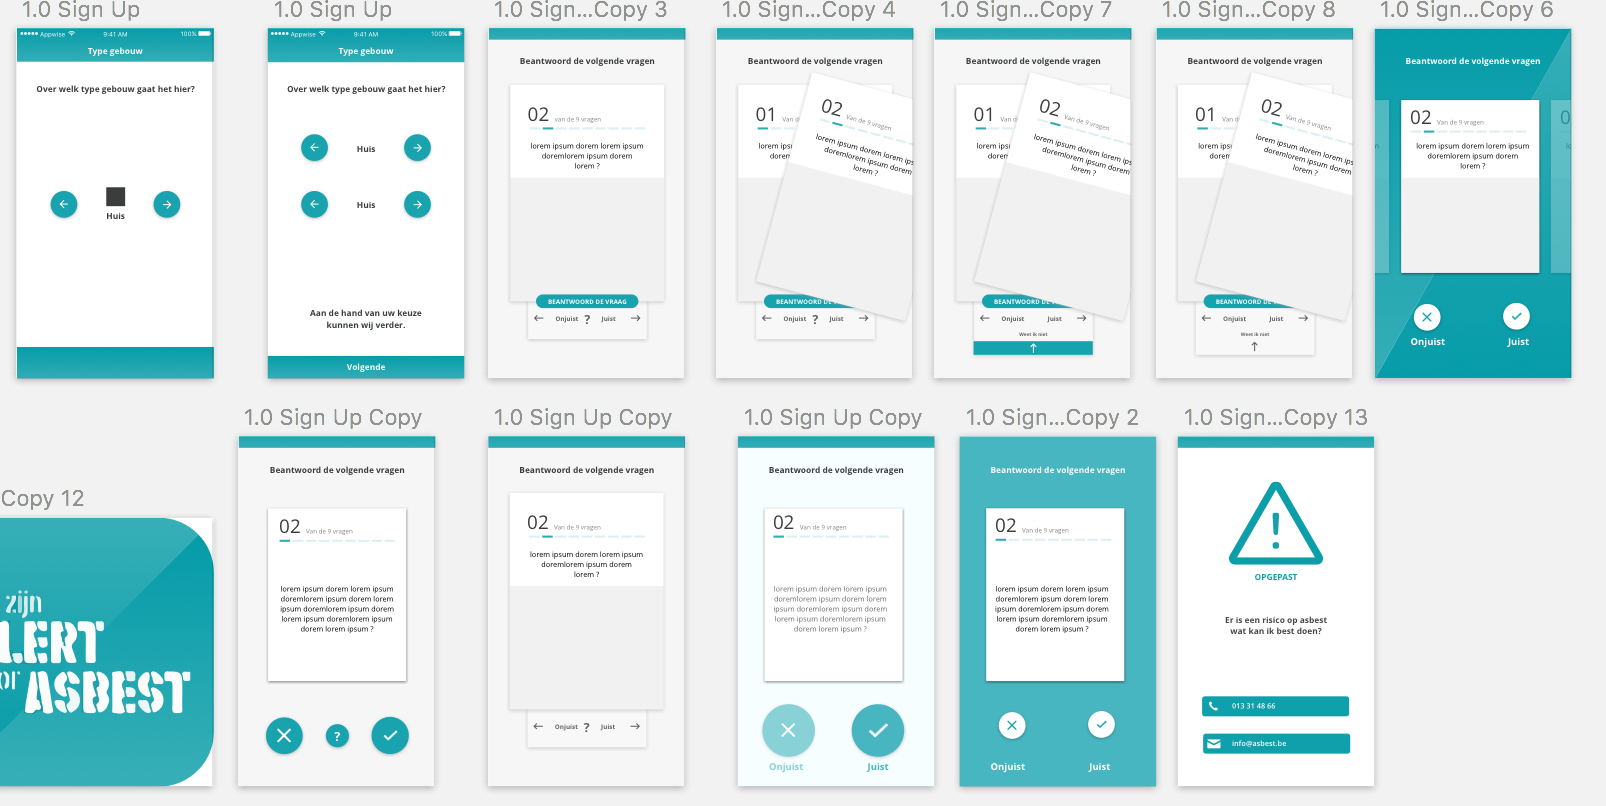 1.0 Sign Up
Appwise
9:41 AM
100%
Type gebouw
Over welk type gebouw gaat het hier?
Huis
1.0 Sign Up
Appwise
9:41 AM
100%
Type gebouw
Over welk type gebouw gaat het hier?
Huis
Huis
Aan de hand van uw keuze
kunnen wij verder.
Volgende
1.0 Sign...Copy 3
Beantwoord de volgende vragen
02 van de 9 vragen
lorem ipsum dorem lorem ipsum
doremlorem ipsum dorem
lorem ?
BEANTWOORD DE VRAAG
Onjuist ? Juist
1.0 Sign...Copy 4
Beantwoord de volgende vragen
01 Van d
lorem ips
dorem
02 Van de 9 vragen
lorem ipsum dorem lorem ips
doremlorem ipsum dorem
lorem ?
BEANTWOORD DE V
Onjuist ? Juist
1.0 Sign...Copy 7
Beantwoord de volgende vragen
01 Van d
lorem ips
dorem
02 Van de 9 vragen
lorem ipsum dorem lorem ips
doremlorem ipsum dorem
lorem ?
BEANTWOORD DE V
Onjuist Juist
Weet ik niet
1.0 Sign...Copy 8
Beantwoord de volgende vragen
01 Van d
lorem ips
dorem
02 Van de 9 vragen
lorem ipsum dorem lorem ips
doremlorem ipsum dorem
lorem ?
BEANTWOORD DE V
Onjuist Juist
Weet ik niet
1.0 Sign...Copy 6
Beantwoord de volgende vragen
02 Van de 9 vragen
lorem ipsum dorem lorem ipsum
doremlorem ipsum dorem
lorem ?
0
Onjuist
Juist
Copy 12
zijn
LERT
or ASBEST
1.0 Sign Up Copy
Beantwoord de volgende vragen
02 Van de 9 vragen
lorem ipsum dorem lorem ipsum
doremlorem ipsum dorem lorem
ipsum doremlorem ipsum dorem
lorem ipsum doremlorem ipsum
dorem lorem ipsum ?
?
1.0 Sign Up Copy
Beantwoord de volgende vragen
02 Van de 9 vragen
lorem ipsum dorem lorem ipsum
doremlorem ipsum dorem
lorem ?
Onjuist ? Juist
1.0 Sign Up Copy
Beantwoord de volgende vragen
02 Van de 9 vragen
lorem ipsum dorem lorem ipsum
doremlorem ipsum dorem lorem
ipsum doremlorem ipsum dorem
lorem ipsum doremlorem ipsum
dorem lorem ipsum ?
Onjuist
Juist
1.0 Sign...Copy 2
Beantwoord de volgende vragen
02 Van de 9 vragen
lorem ipsum dorem lorem ipsum
doremlorem ipsum dorem lorem
ipsum doremlorem ipsum dorem
lorem ipsum doremlorem ipsum
dorem lorem ipsum ?
Onjuist
Juist
1.0 Sign...Copy 13
OPGEPAST
Er is een risico op asbest
wat kan ik best doen?
013 31 48 66
info@asbest.be